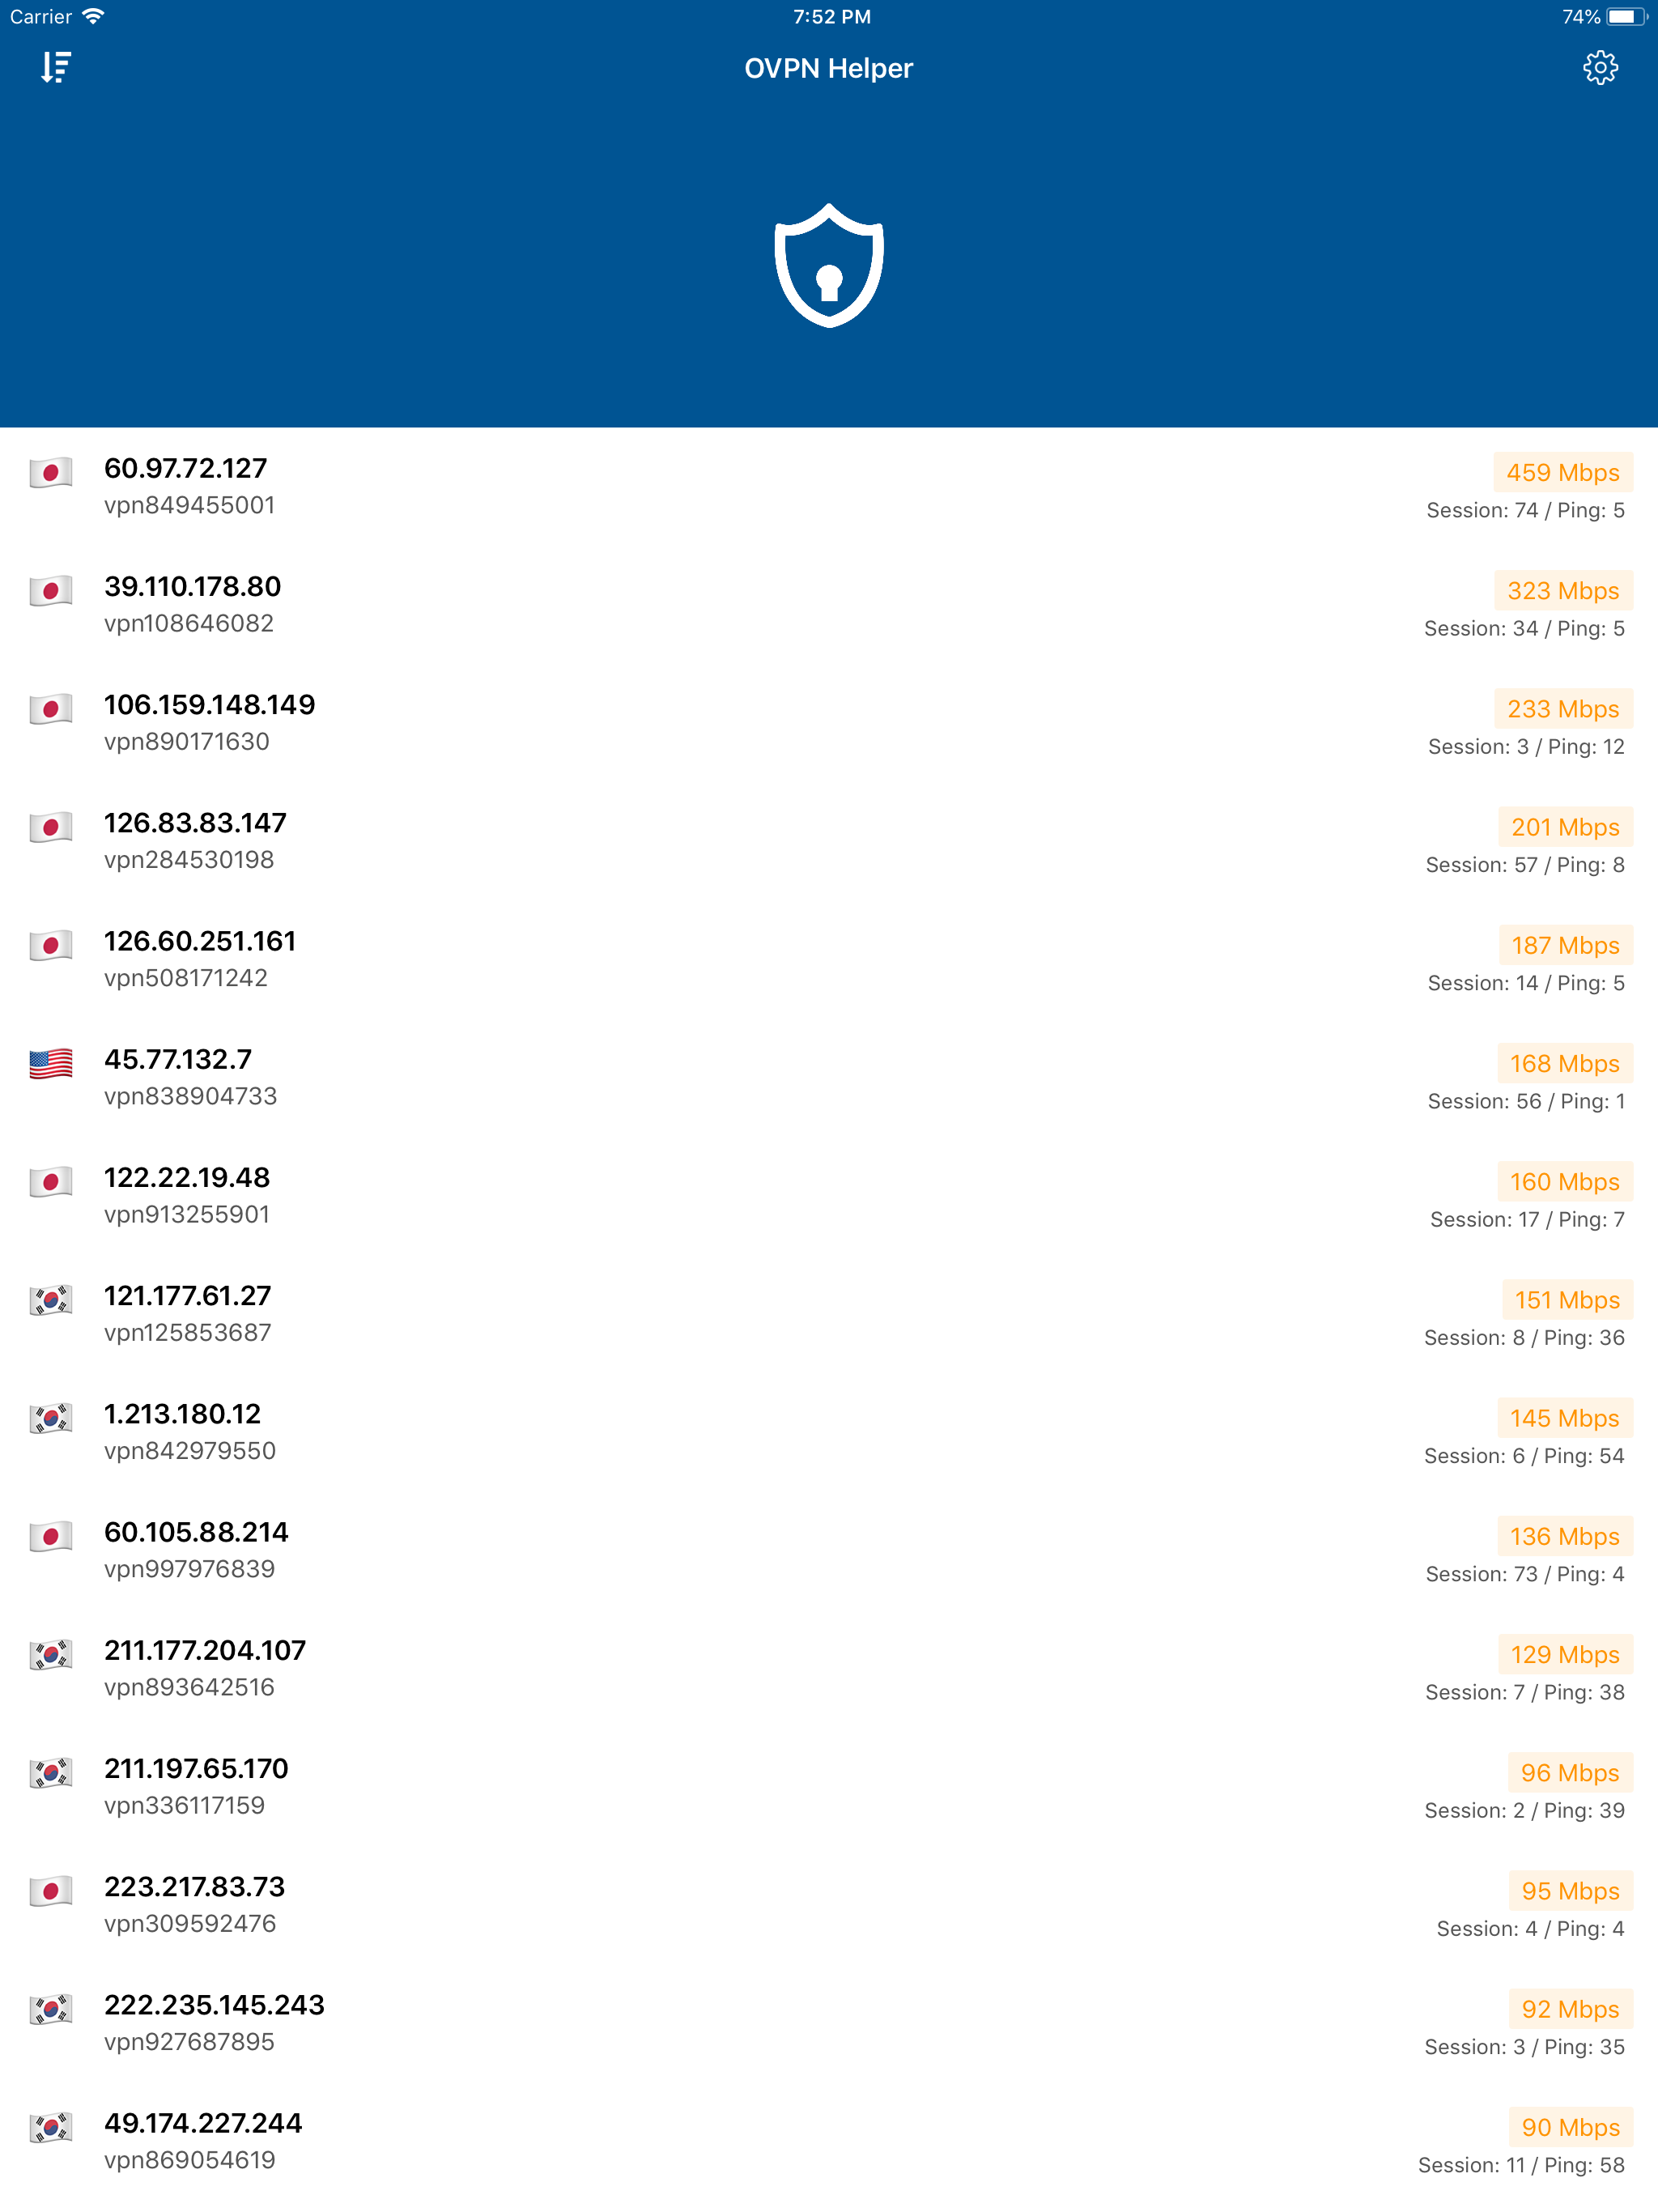 Carrier 7:52 PM 74%
OVPN Helper
60.97.72.127 459 Mbps
vpn849455001 Session: 74 / Ping: 5
39.110.178.80 323 Mbps
vpn108646082 Session: 34 / Ping: 5
106.159.148.149 233 Mbps
vpn890171630 Session: 3 / Ping: 12
126.83.83.147 201 Mbps
vpn284530198 Session: 57 / Ping: 8
126.60.251.161 187 Mbps
vpn508171242 Session: 14 / Ping: 5
45.77.132.7 168 Mbps
vpn838904733 Session: 56 / Ping: 1
122.22.19.48 160 Mbps
vpn913255901 Session: 17 / Ping: 7
121.177.61.27 151 Mbps
vpn125853687 Session: 8 / Ping: 36
1.213.180.12 145 Mbps
vpn842979550 Session: 6 / Ping: 54
60.105.88.214 136 Mbps
vpn997976839 Session: 73 / Ping: 4
211.177.204.107 129 Mbps
vpn893642516 Session: 7 / Ping: 38
211.197.65.170 96 Mbps
vpn336117159 Session: 2 / Ping: 39
223.217.83.73 95 Mbps
vpn309592476 Session: 4 / Ping: 4
222.235.145.243 92 Mbps
vpn927687895 Session: 3 / Ping: 35
49.174.227.244 90 Mbps
vpn869054619 Session: 11 / Ping: 58